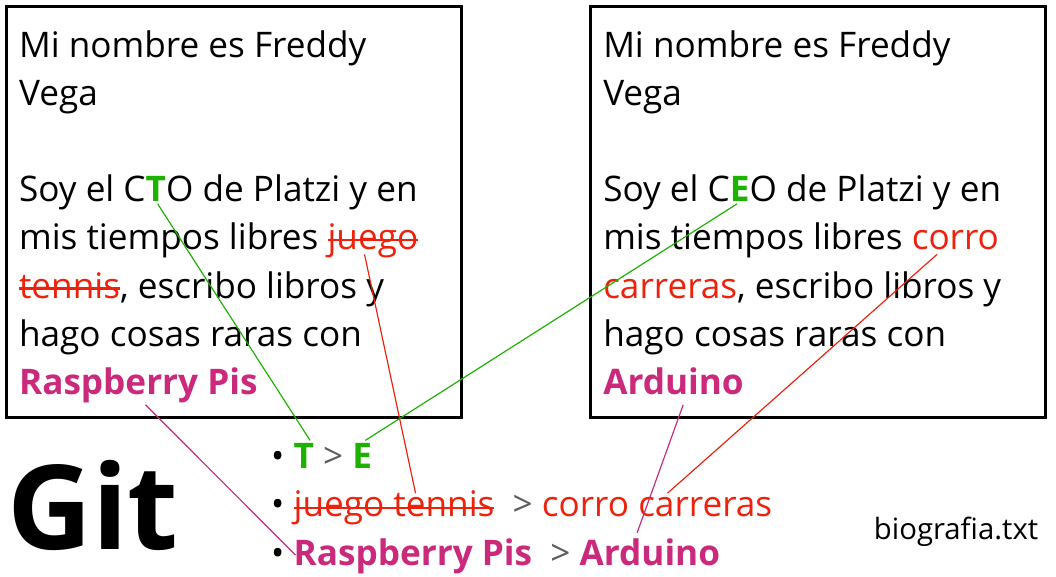 Mi nombre es Freddy
Vega
Soy el CTO de Platzi y en
mis tiempos libres juego
tennis, escribo libros y
hago cosas raras con
Raspberry Pis
Mi nombre es Freddy
Vega
Soy el CEO de Platzi y en
mis tiempos libres corro
carreras, escribo libros y
hago cosas raras con
Arduino
Git
• T > E
• juego tennis > corro carreras
• Raspberry Pis > Arduino
biografia.txt